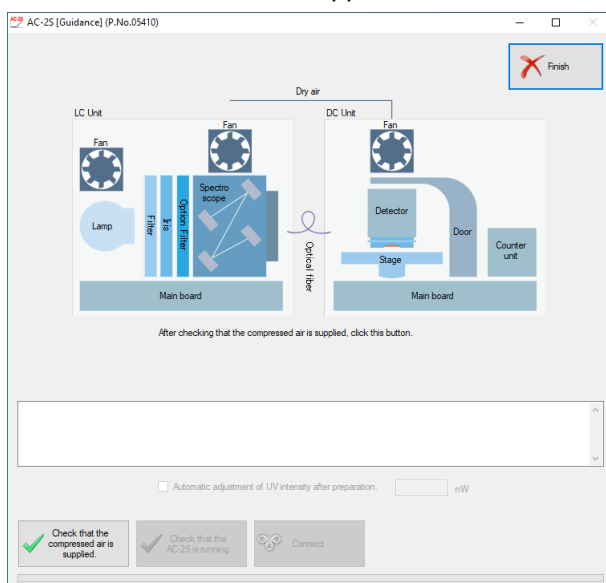 AC-2S [Guidance] (P.No.05410)
Finish
Dry air
LC Unit
DC Unit
Fan
Fan
Fan
Spectro
scope
Lamp
Filter
Iris
Option Filter
Optical fiber
Detector
Door
Stage
Counter
unit
Main board
Main board
After checking that the compressed air is supplied, click this button.
Automatic adjustment of UV intensity after preparation.
nW
Check that the
compressed air is
supplied.
Check that the
AC-2S is running.
Connect